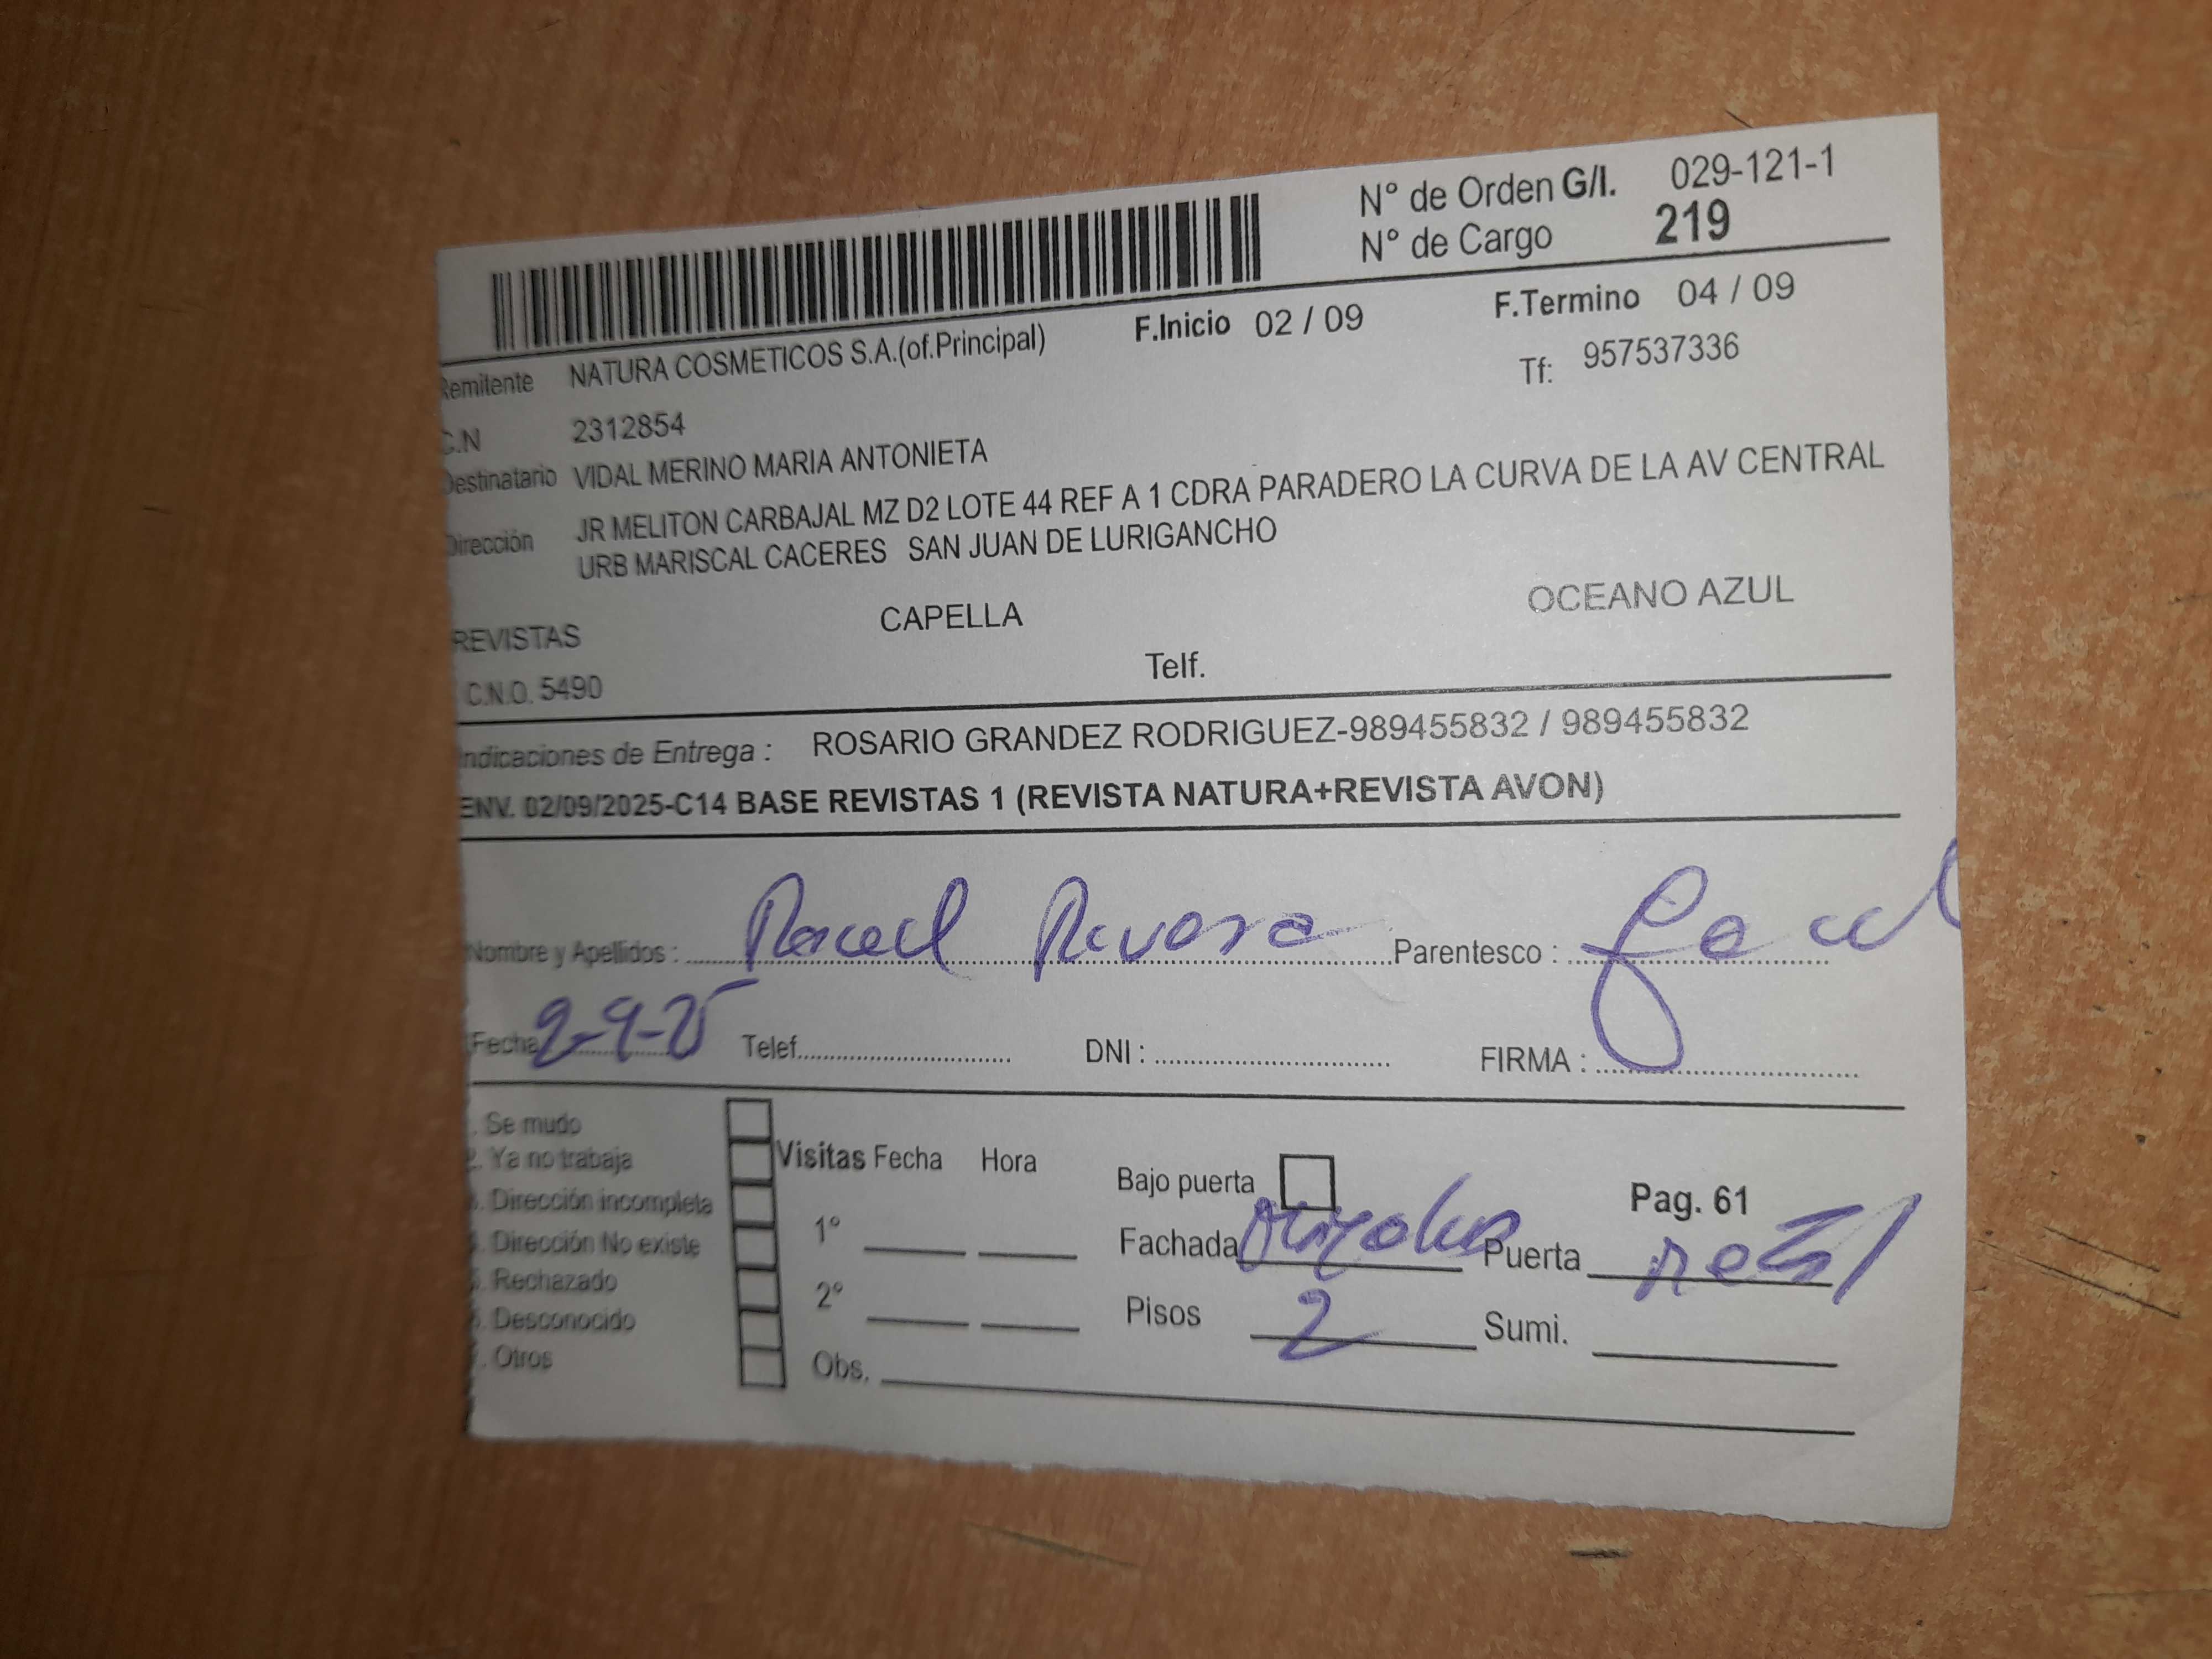 N° de Orden G/I. 029-121-1
N° de Cargo 219
Remitente NATURA COSMETICOS S.A.(of.Principal) F.Inicio 02 / 09 F.Termino 04 / 09
C.N 2312854 Tf: 957537336
Destinatario VIDAL MERINO MARIA ANTONIETA
Dirección JR MELITON CARBAJAL MZ D2 LOTE 44 REF A 1 CDRA PARADERO LA CURVA DE LA AV CENTRAL
URB MARISCAL CACERES SAN JUAN DE LURIGANCHO
REVISTAS CAPELLA OCEANO AZUL
C.N.O. 5490 Telf.
Indicaciones de Entrega : ROSARIO GRANDEZ RODRIGUEZ-989455832 / 989455832
ENV. 02/09/2025-C14 BASE REVISTAS 1 (REVISTA NATURA+REVISTA AVON)
Nombre y Apellidos : Rivera Parentesco :
Fecha 2-9-25 Telef. DNI : FIRMA :
. Se mudo
2. Ya no trabaja Visitas Fecha Hora Bajo puerta Pag. 61
. Dirección incompleta
. Dirección No existe 1° Fachada Puerta
. Rechazado 2° Pisos 2 Sumi.
. Desconocido
. Otros Obs.